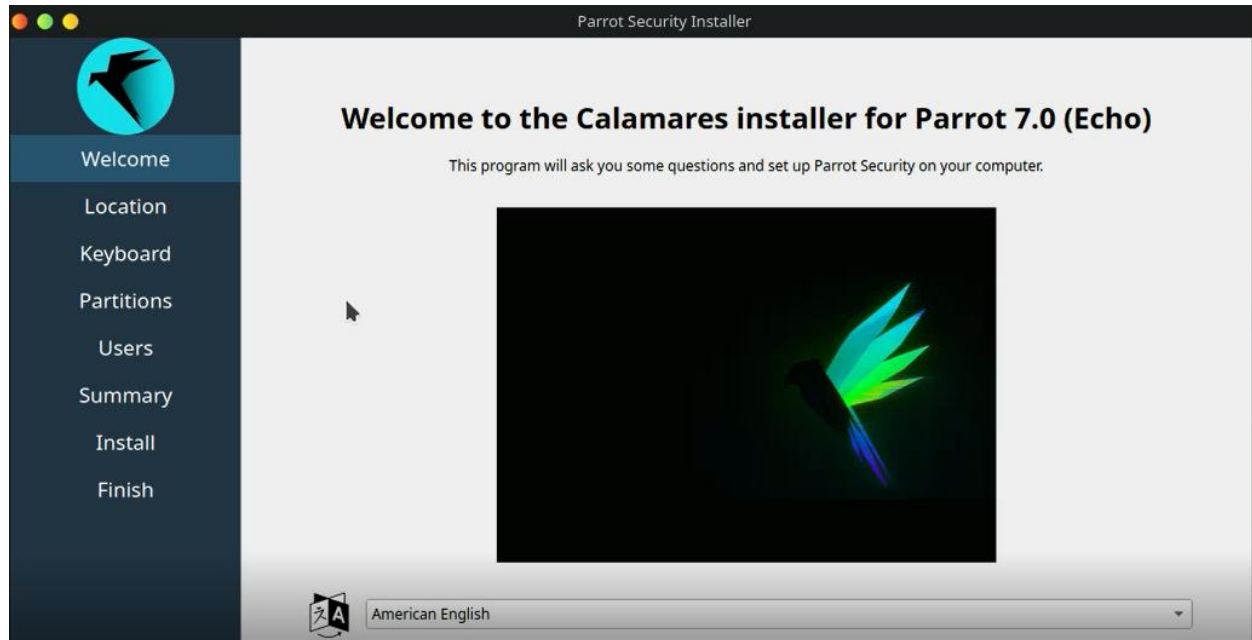 Parrot Security Installer
Welcome to the Calamares installer for Parrot 7.0 (Echo)
This program will ask you some questions and set up Parrot Security on your computer.
Welcome
Location
Keyboard
Partitions
Users
Summary
Install
Finish
American English